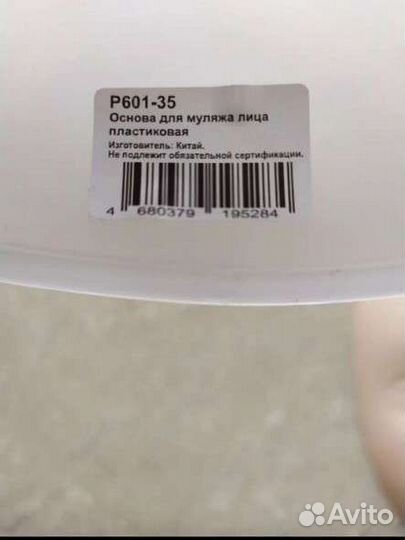 P601-35
Основа для муляжа лица
пластиковая
Изготовитель: Китай.
Не подлежит обязательной сертификации.
4 680379 195284
Avito